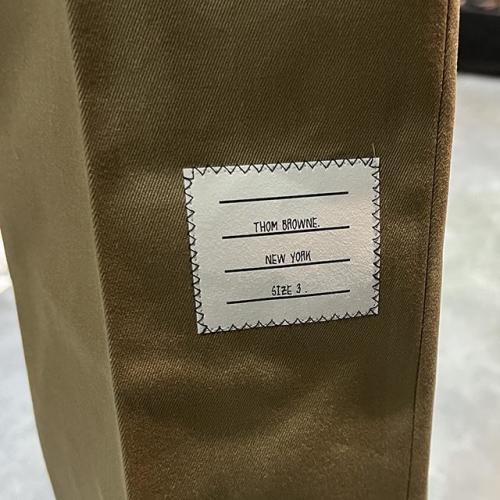 THOM BROWNE.
NEW YORK
SIZE 3.